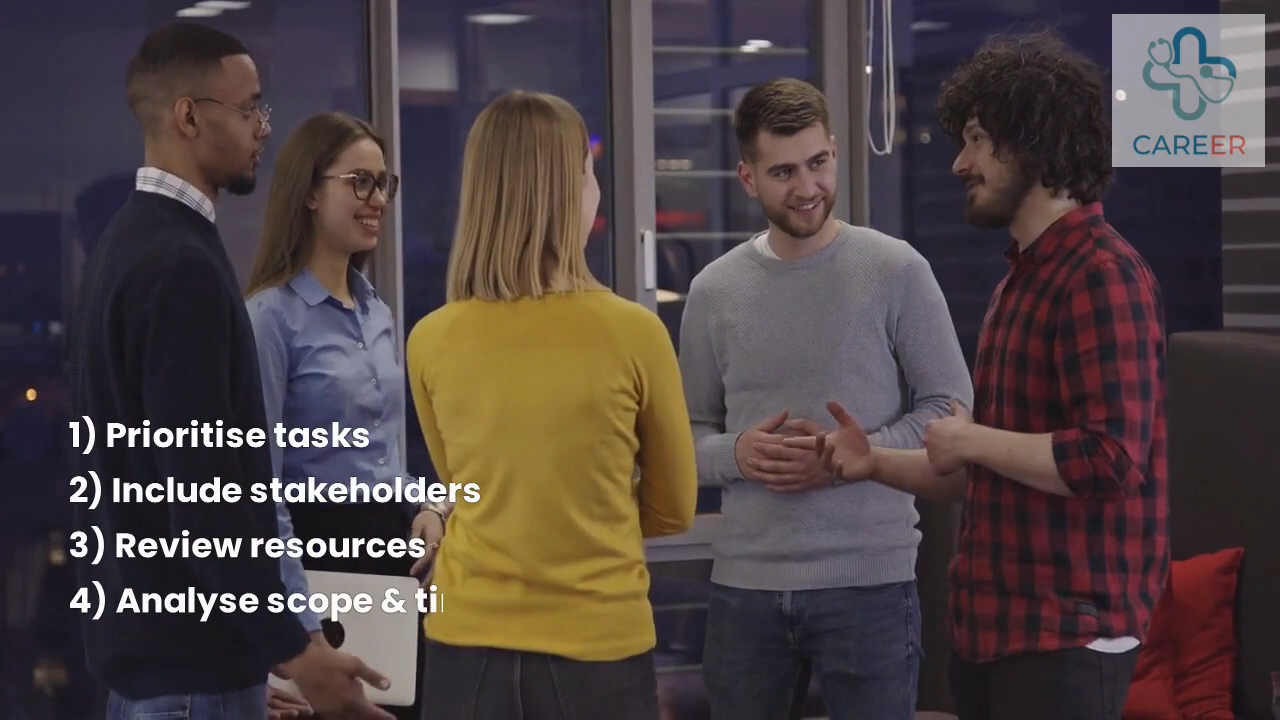 CAREER
1) Prioritise tasks
2) Include stakeholders
3) Review resources
4) Analyse scope &